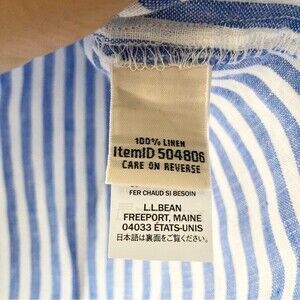 100% LINEN
ItemID 504806
CARE ON REVERSE
FER CHAUD SI BESOIN
L.L.BEAN
FREEPORT, MAINE
04033 ÉTATS-UNIS
日本語は裏面をご覧ください。